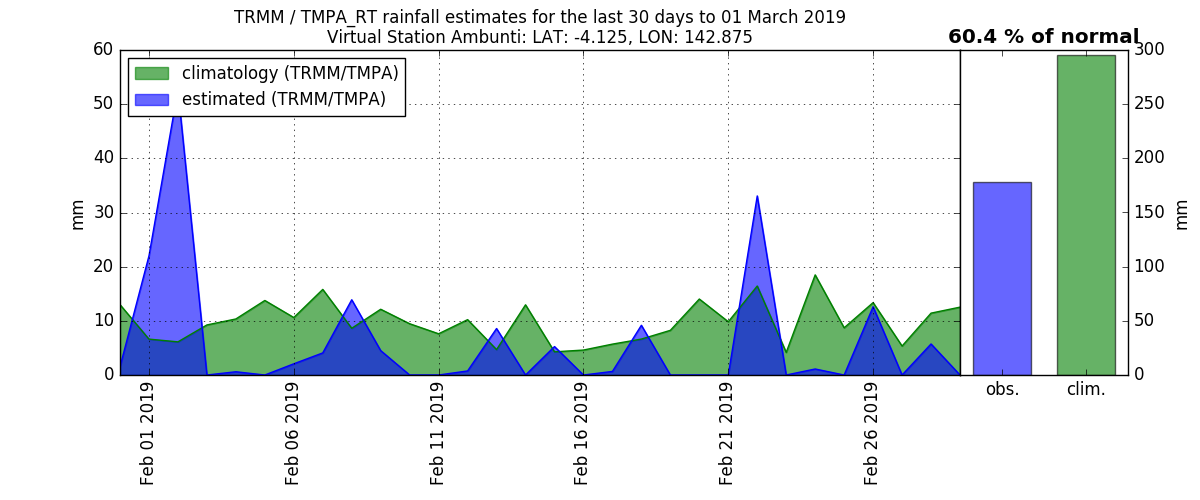 TRMM / TMPA_RT rainfall estimates for the last 30 days to 01 March 2019
Virtual Station Ambunti: LAT: -4.125, LON: 142.875
60.4 % of normal
climatology (TRMM/TMPA)
estimated (TRMM/TMPA)
60
50
40
30
20
10
0
mm
Feb 01 2019
Feb 06 2019
Feb 11 2019
Feb 16 2019
Feb 21 2019
Feb 26 2019
obs.
clim.
300
250
200
150
100
50
0
mm